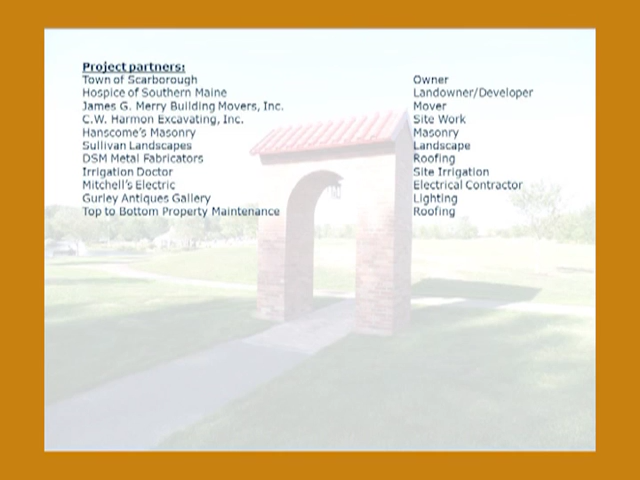 Project partners:
Town of Scarborough Owner
Hospice of Southern Maine Landowner/Developer
James G. Merry Building Movers, Inc. Mover
C.W. Harmon Excavating, Inc. Site Work
Hanscome's Masonry Masonry
Sullivan Landscapes Landscape
DSM Metal Fabricators Roofing
Irrigation Doctor Site Irrigation
Mitchell's Electric Electrical Contractor
Gurley Antiques Gallery Lighting
Top to Bottom Property Maintenance Roofing